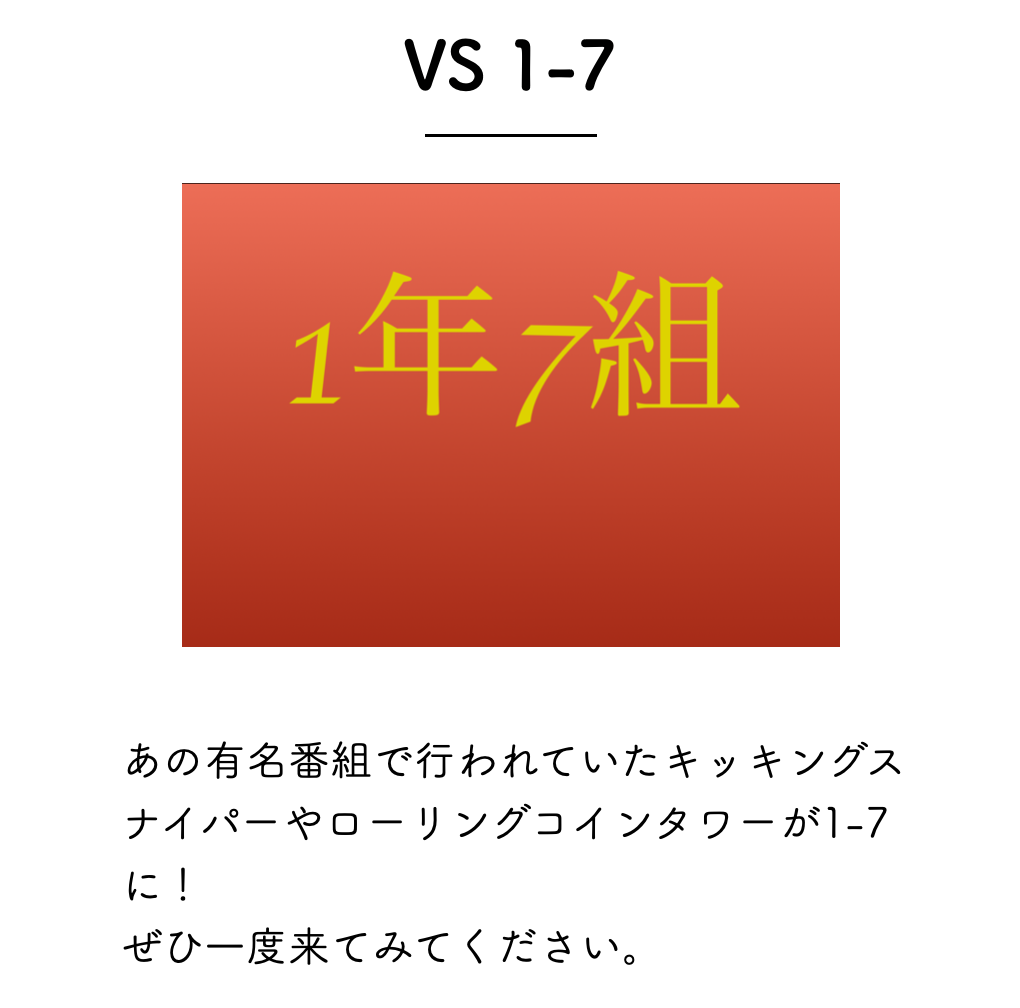 VS 1-7
1年7組
あの有名番組で行われていたキッキングス
ナイパーやローリングコインタワーが1-7
に！
ぜひ一度来てみてください。